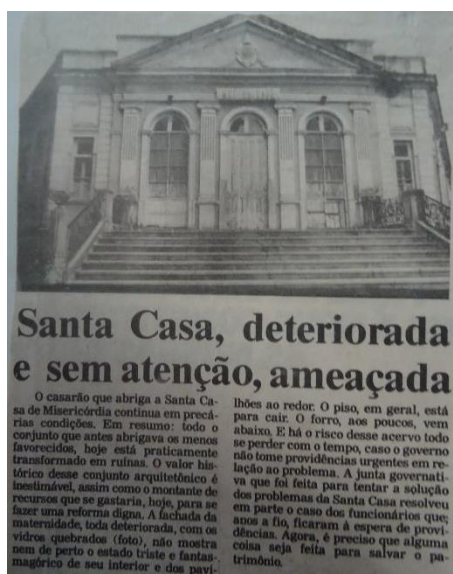 Santa Casa, deteriorada
e sem atenção, ameaçada
O casarão que abriga a Santa Ca-
sa de Misericórdia continua em precá-
rias condições. Em resumo: todo o
conjunto que antes abrigava os menos
favorecidos, hoje está praticamente
transformado em ruínas. O valor his-
tórico desse conjunto arquitetônico é
inestimável, assim como o montante de
recursos que se gastaria, hoje, para se
fazer uma reforma digna. A fachada da
maternidade, toda deteriorada, com os
vidros quebrados (foto), não mostra
nem de perto o estado triste e fantas-
magórico de seu interior e dos pavi-
lhões ao redor. O piso, em geral, está
para cair. O forro, aos poucos, vem
abaixo. E há o risco desse acervo todo
se perder com o tempo, caso o governo
não tome providências urgentes em re-
lação ao problema. A junta governati-
va que foi feita para tentar a solução
dos problemas da Santa Casa resolveu
em parte o caso dos funcionários que;
anos a fio, ficaram à espera de provi-
dências. Agora, é preciso que alguma
coisa seja feita para salvar o pa-
trimônio.